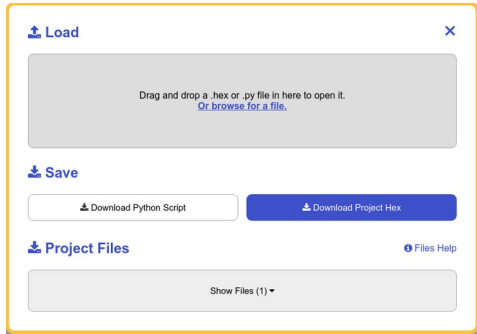 Load
Drag and drop a .hex or .py file in here to open it.
Or browse for a file.
Save
Download Python Script
Download Project Hex
Project Files
Files Help
Show Files (1)